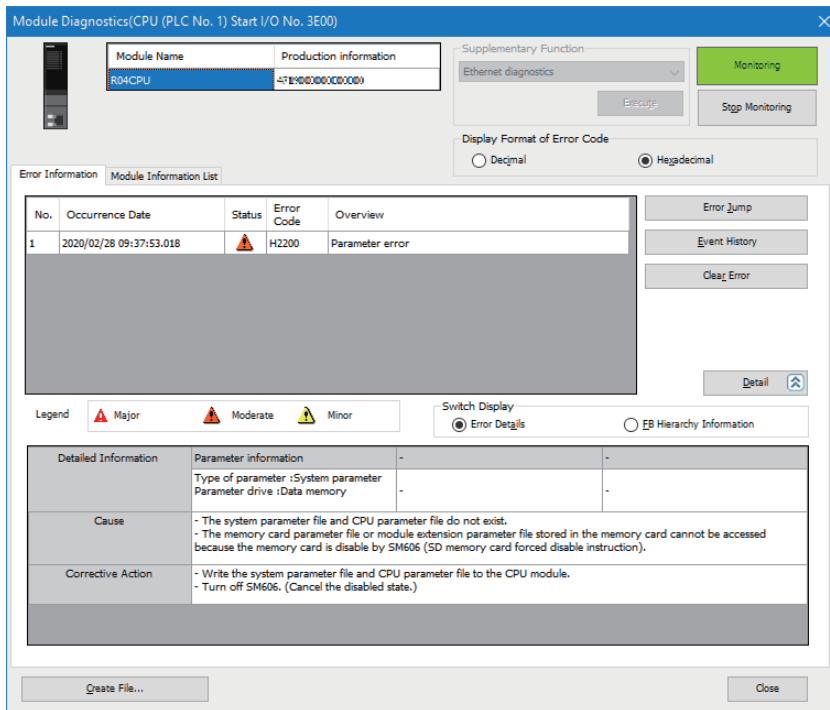 Module Diagnostics(CPU (PLC No. 1) Start I/O No. 3E00)
Module Name Production information
R04CPU
Supplementary Function
Ethernet diagnostics
Execute
Monitoring
Stop Monitoring
Display Format of Error Code
Decimal Hexadecimal
Error Information Module Information List
No. Occurrence Date Status Error Code Overview
1 2020/02/28 09:37:53.018 H2200 Parameter error
Error Jump
Event History
Clear Error
Detail
Legend Major Moderate Minor
Switch Display
Error Details FB Hierarchy Information
Detailed Information Parameter information - -
Type of parameter :System parameter
Parameter drive :Data memory - -
Cause - The system parameter file and CPU parameter file do not exist.
- The memory card parameter file or module extension parameter file stored in the memory card cannot be accessed
because the memory card is disable by SM606 (SD memory card forced disable instruction).
Corrective Action - Write the system parameter file and CPU parameter file to the CPU module.
- Turn off SM606. (Cancel the disabled state.)
Create File... Close